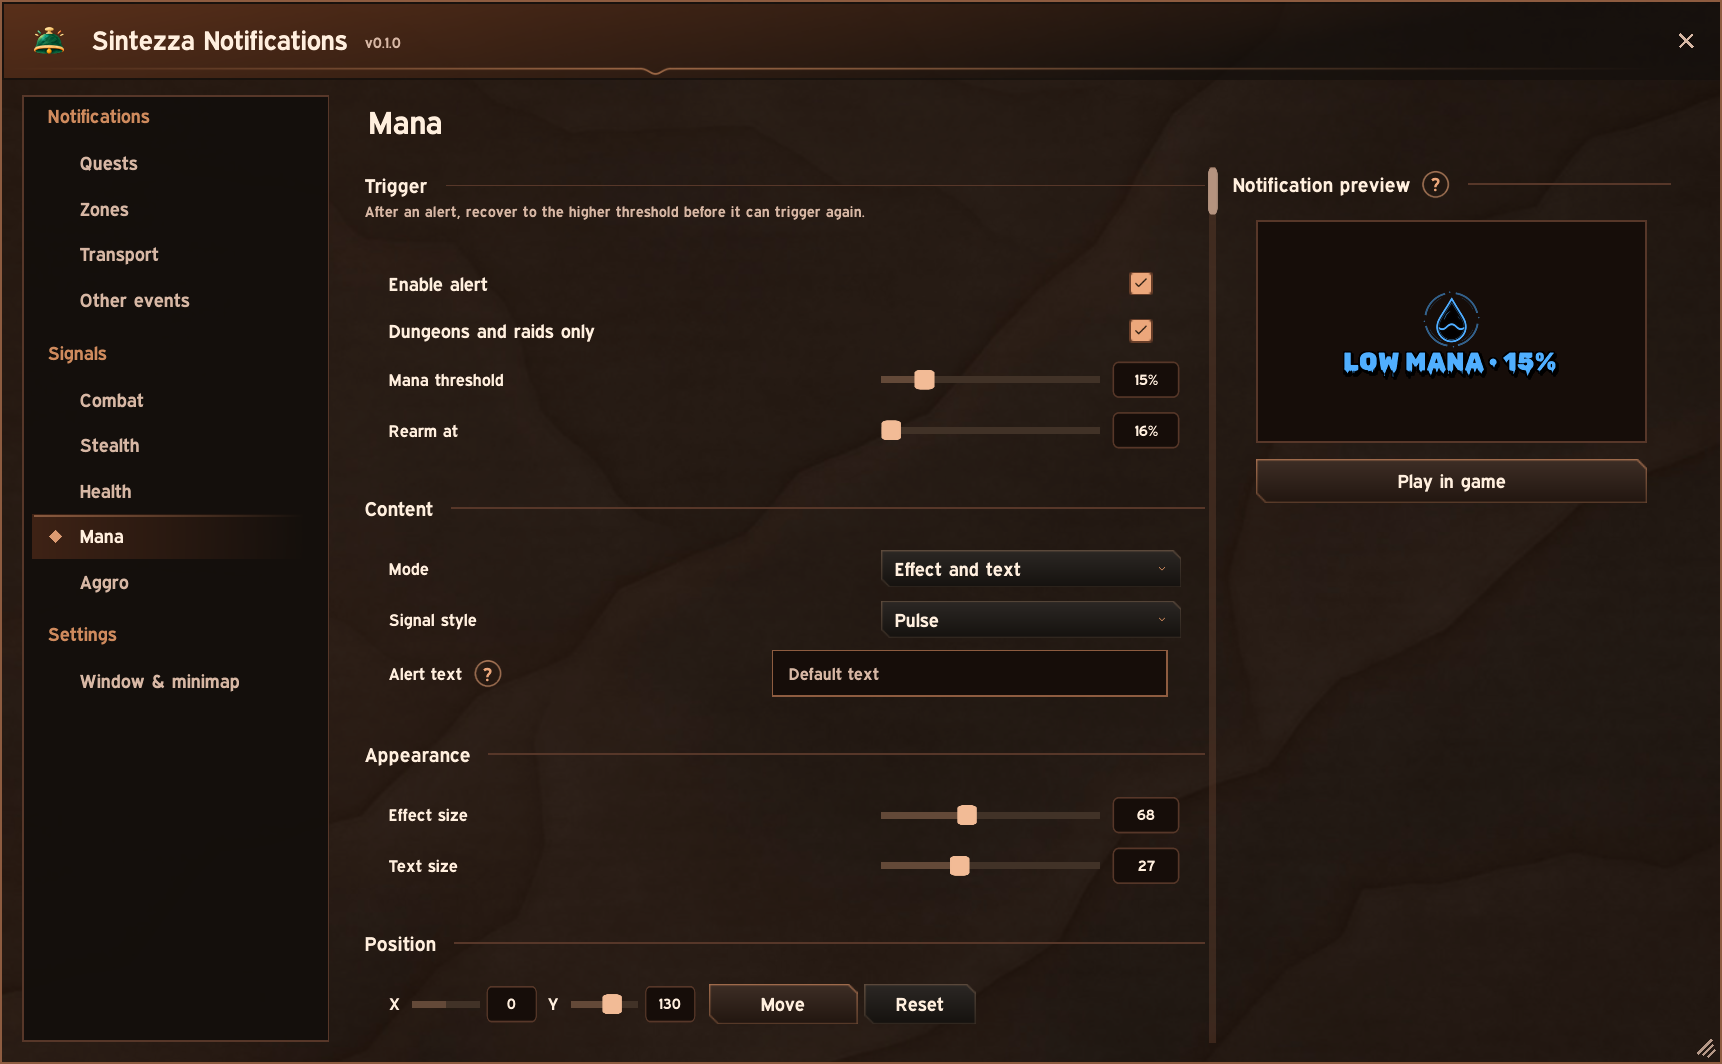 Sintezza Notifications v0.1.0
Notifications
Quests
Zones
Transport
Other events
Signals
Combat
Stealth
Health
Mana
Aggro
Settings
Window & minimap
Mana
Trigger
After an alert, recover to the higher threshold before it can trigger again.
Enable alert
Dungeons and raids only
Mana threshold 15%
Rearm at 16%
Content
Mode Effect and text
Signal style Pulse
Alert text ? Default text
Appearance
Effect size 68
Text size 27
Position
X 0 Y 130 Move Reset
Notification preview ?
LOW MANA • 15%
Play in game